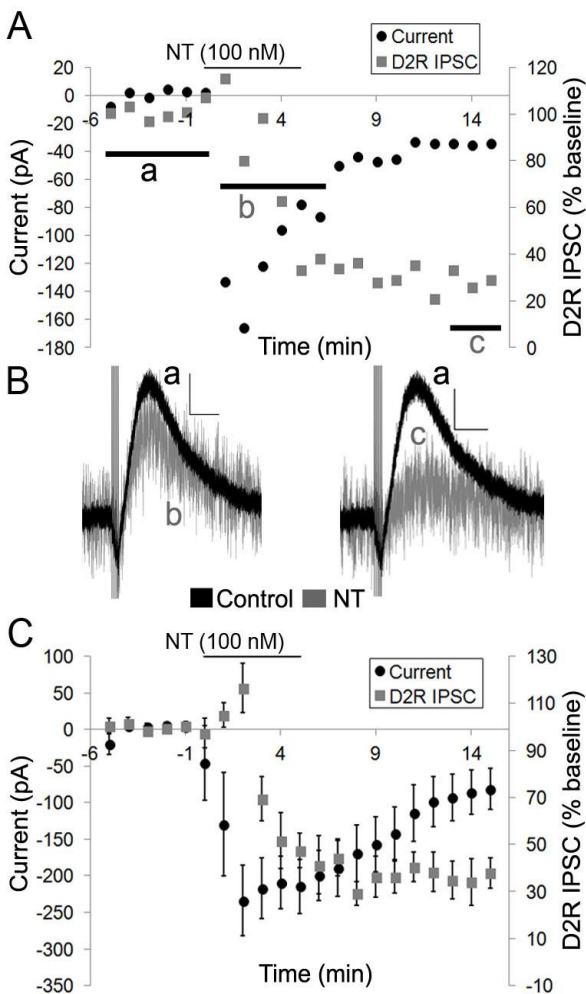 A
NT (100 nM)
Current
D2R IPSC
20
0
-20
-40
-60
-80
-100
-120
-140
-160
-180
Current (pA)
-6
-1
4
9
14
120
100
80
60
40
20
0
D2R IPSC (% baseline)
a
b
c
Time (min)
B
a
b
a
c
Control
NT
C
NT (100 nM)
Current
D2R IPSC
100
50
0
-50
-100
-150
-200
-250
-300
-350
Current (pA)
-6
-1
4
9
14
130
110
90
70
50
30
10
-10
D2R IPSC (% baseline)
Time (min)